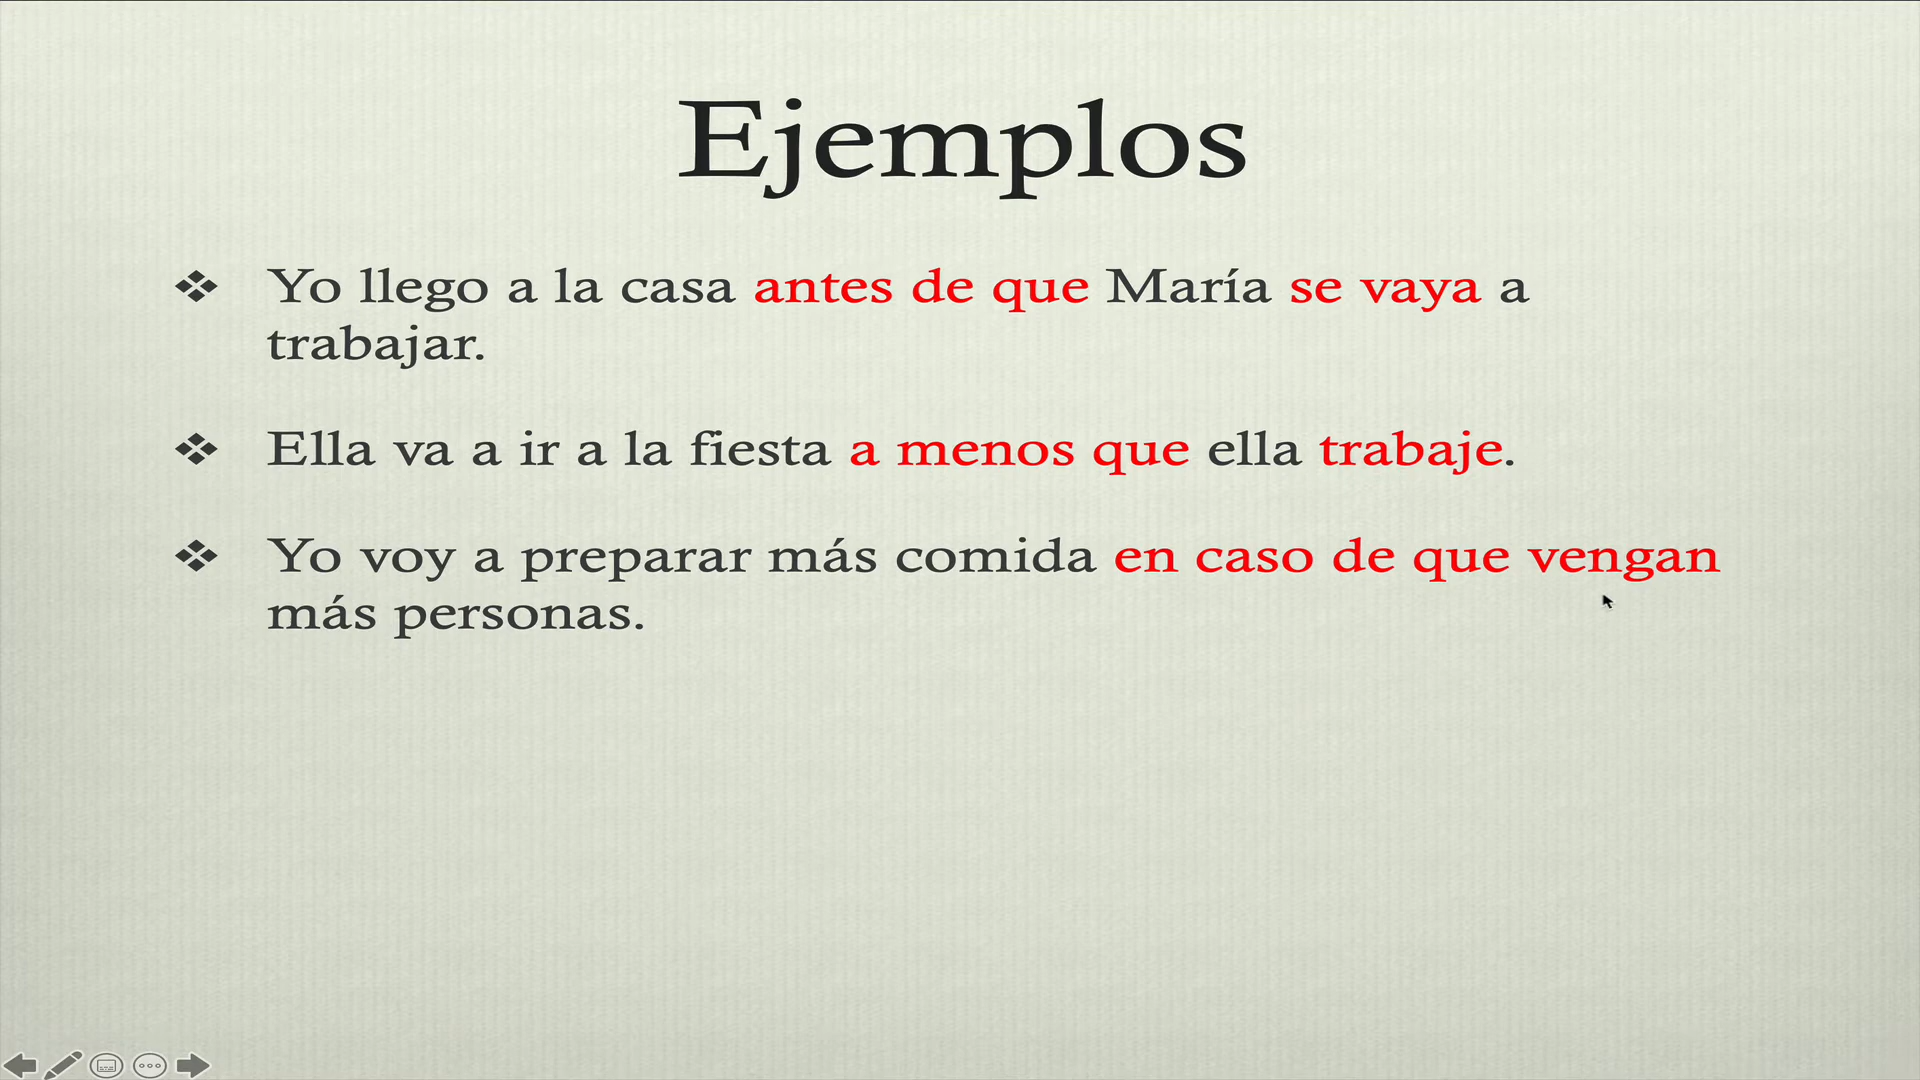 Ejemplos
Yo llego a la casa antes de que María se vaya a
trabajar.
Ella va a ir a la fiesta a menos que ella trabaje.
Yo voy a preparar más comida en caso de que vengan
más personas.